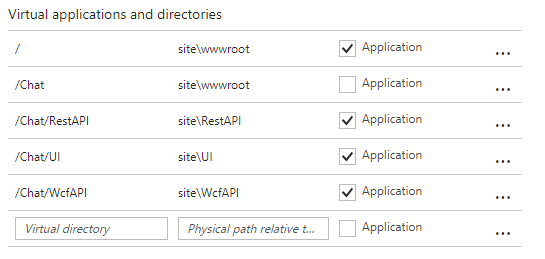 Virtual applications and directories
/ site\wwwroot Application ...
/Chat site\wwwroot Application ...
/Chat/RestAPI site\RestAPI Application ...
/Chat/UI site\UI Application ...
/Chat/WcfAPI site\WcfAPI Application ...
Virtual directory Physical path relative t... Application ...